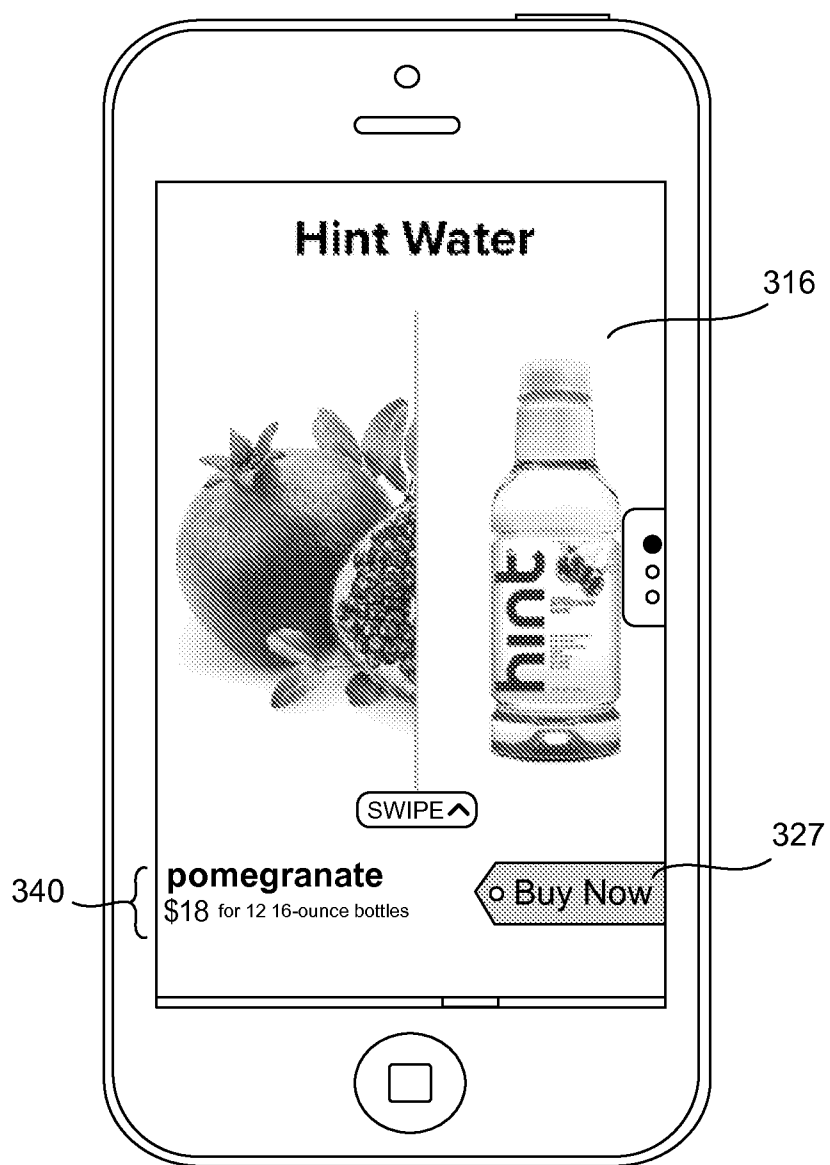 Hint Water
316
hint
SWIPE
327
340
pomegranate
$18 for 12 16-ounce bottles
Buy Now